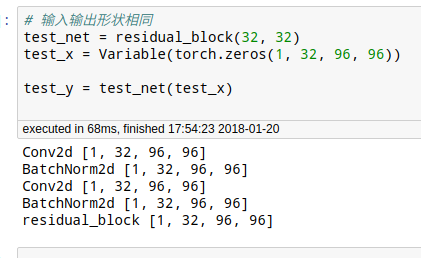 :
# 输入输出形状相同
test_net = residual_block(32, 32)
test_x = Variable(torch.zeros(1, 32, 96, 96))
test_y = test_net(test_x)
executed in 68ms, finished 17:54:23 2018-01-20
Conv2d [1, 32, 96, 96]
BatchNorm2d [1, 32, 96, 96]
Conv2d [1, 32, 96, 96]
BatchNorm2d [1, 32, 96, 96]
residual_block [1, 32, 96, 96]